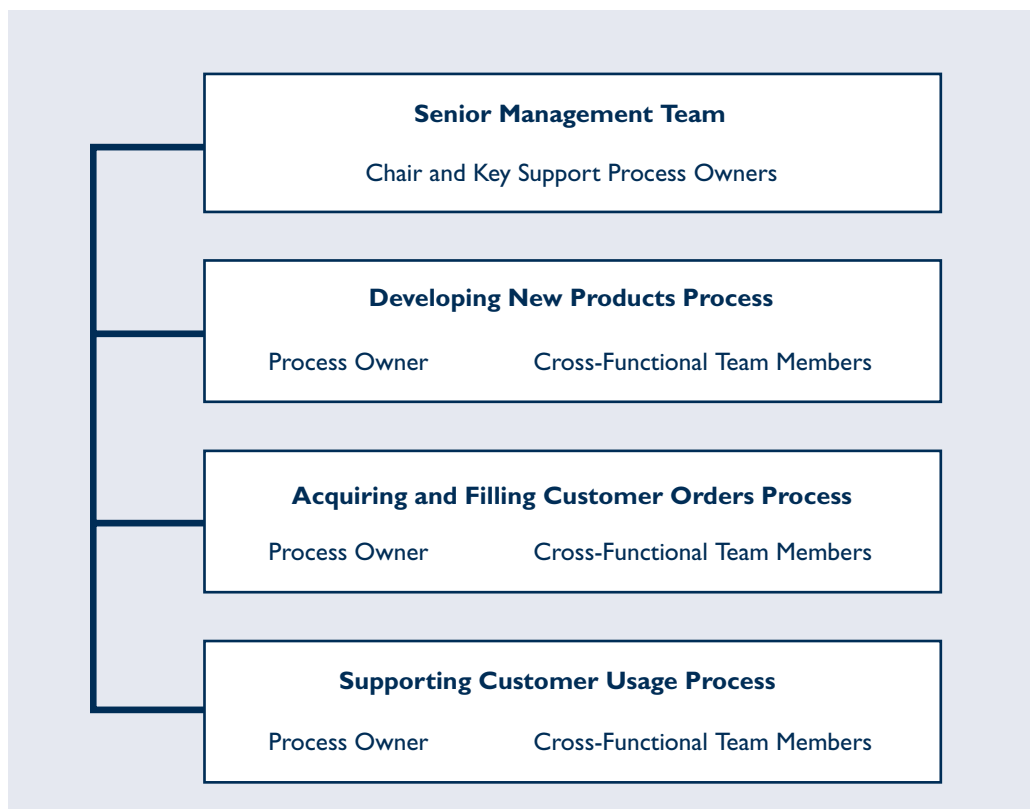 Senior Management Team
Chair and Key Support Process Owners
Developing New Products Process
Process Owner Cross-Functional Team Members
Acquiring and Filling Customer Orders Process
Process Owner Cross-Functional Team Members
Supporting Customer Usage Process
Process Owner Cross-Functional Team Members